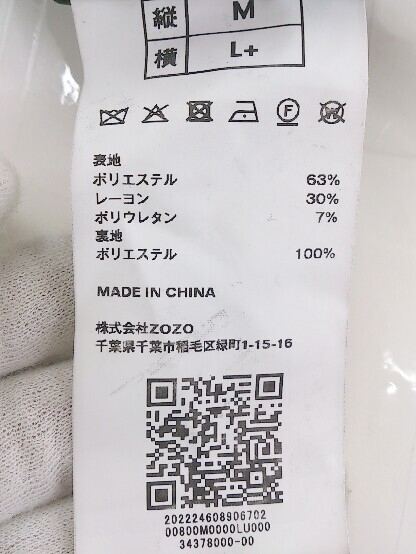 縦 M
横 L+
F
W
表地
ポリエステル 63%
レーヨン 30%
ポリウレタン 7%
裏地
ポリエステル 100%
MADE IN CHINA
株式会社ZOZO
千葉県千葉市稲毛区緑町1-15-16
202224608906702
00800M0000LU000
34378000-00